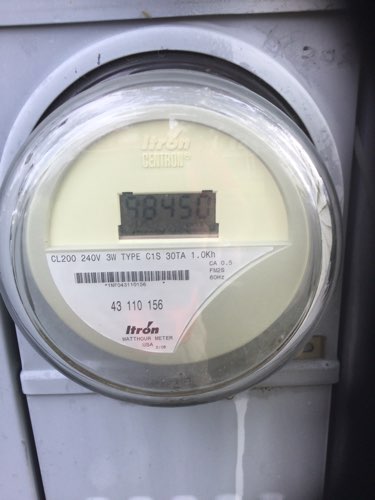 Itron
CENTRON®
98450
CL200 240V 3W TYPE C1S 30TA 1.0Kh
CA 0.5
FM2S
60Hz
43 110 156
Itron
WATTHOUR METER
USA